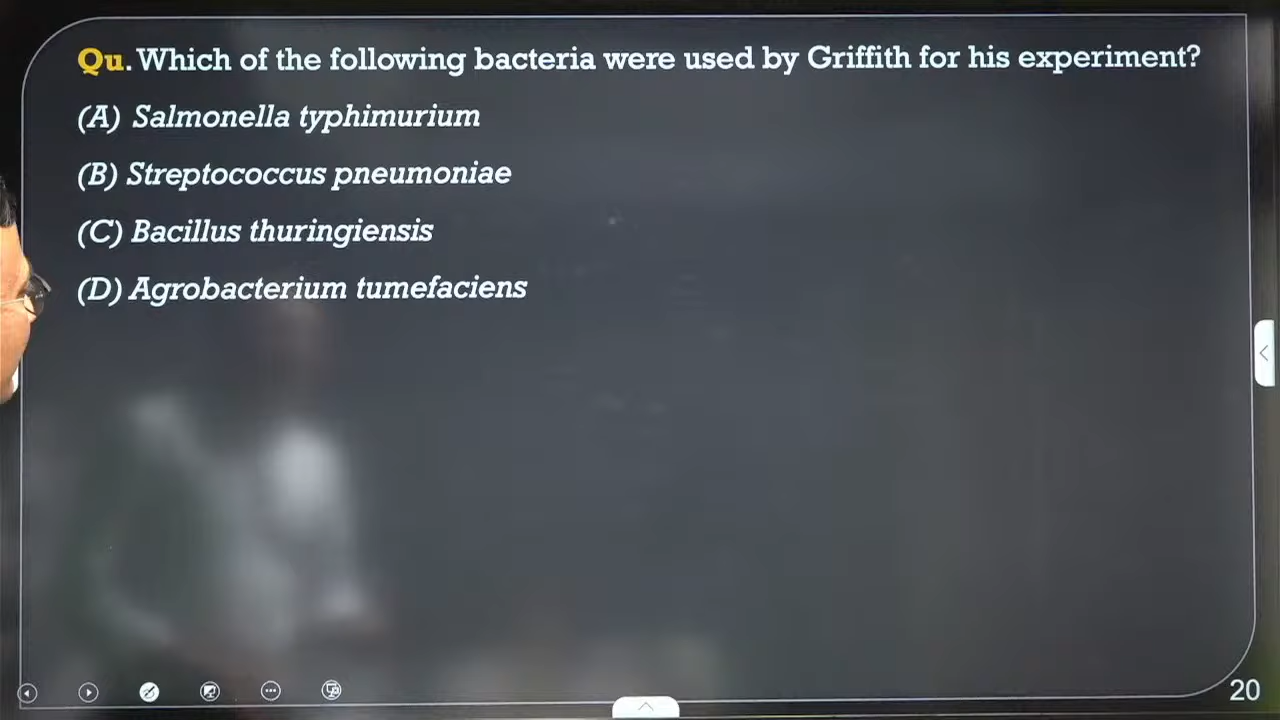 Qu. Which of the following bacteria were used by Griffith for his experiment?
(A) Salmonella typhimurium
(B) Streptococcus pneumoniae
(C) Bacillus thuringiensis
(D) Agrobacterium tumefaciens
20